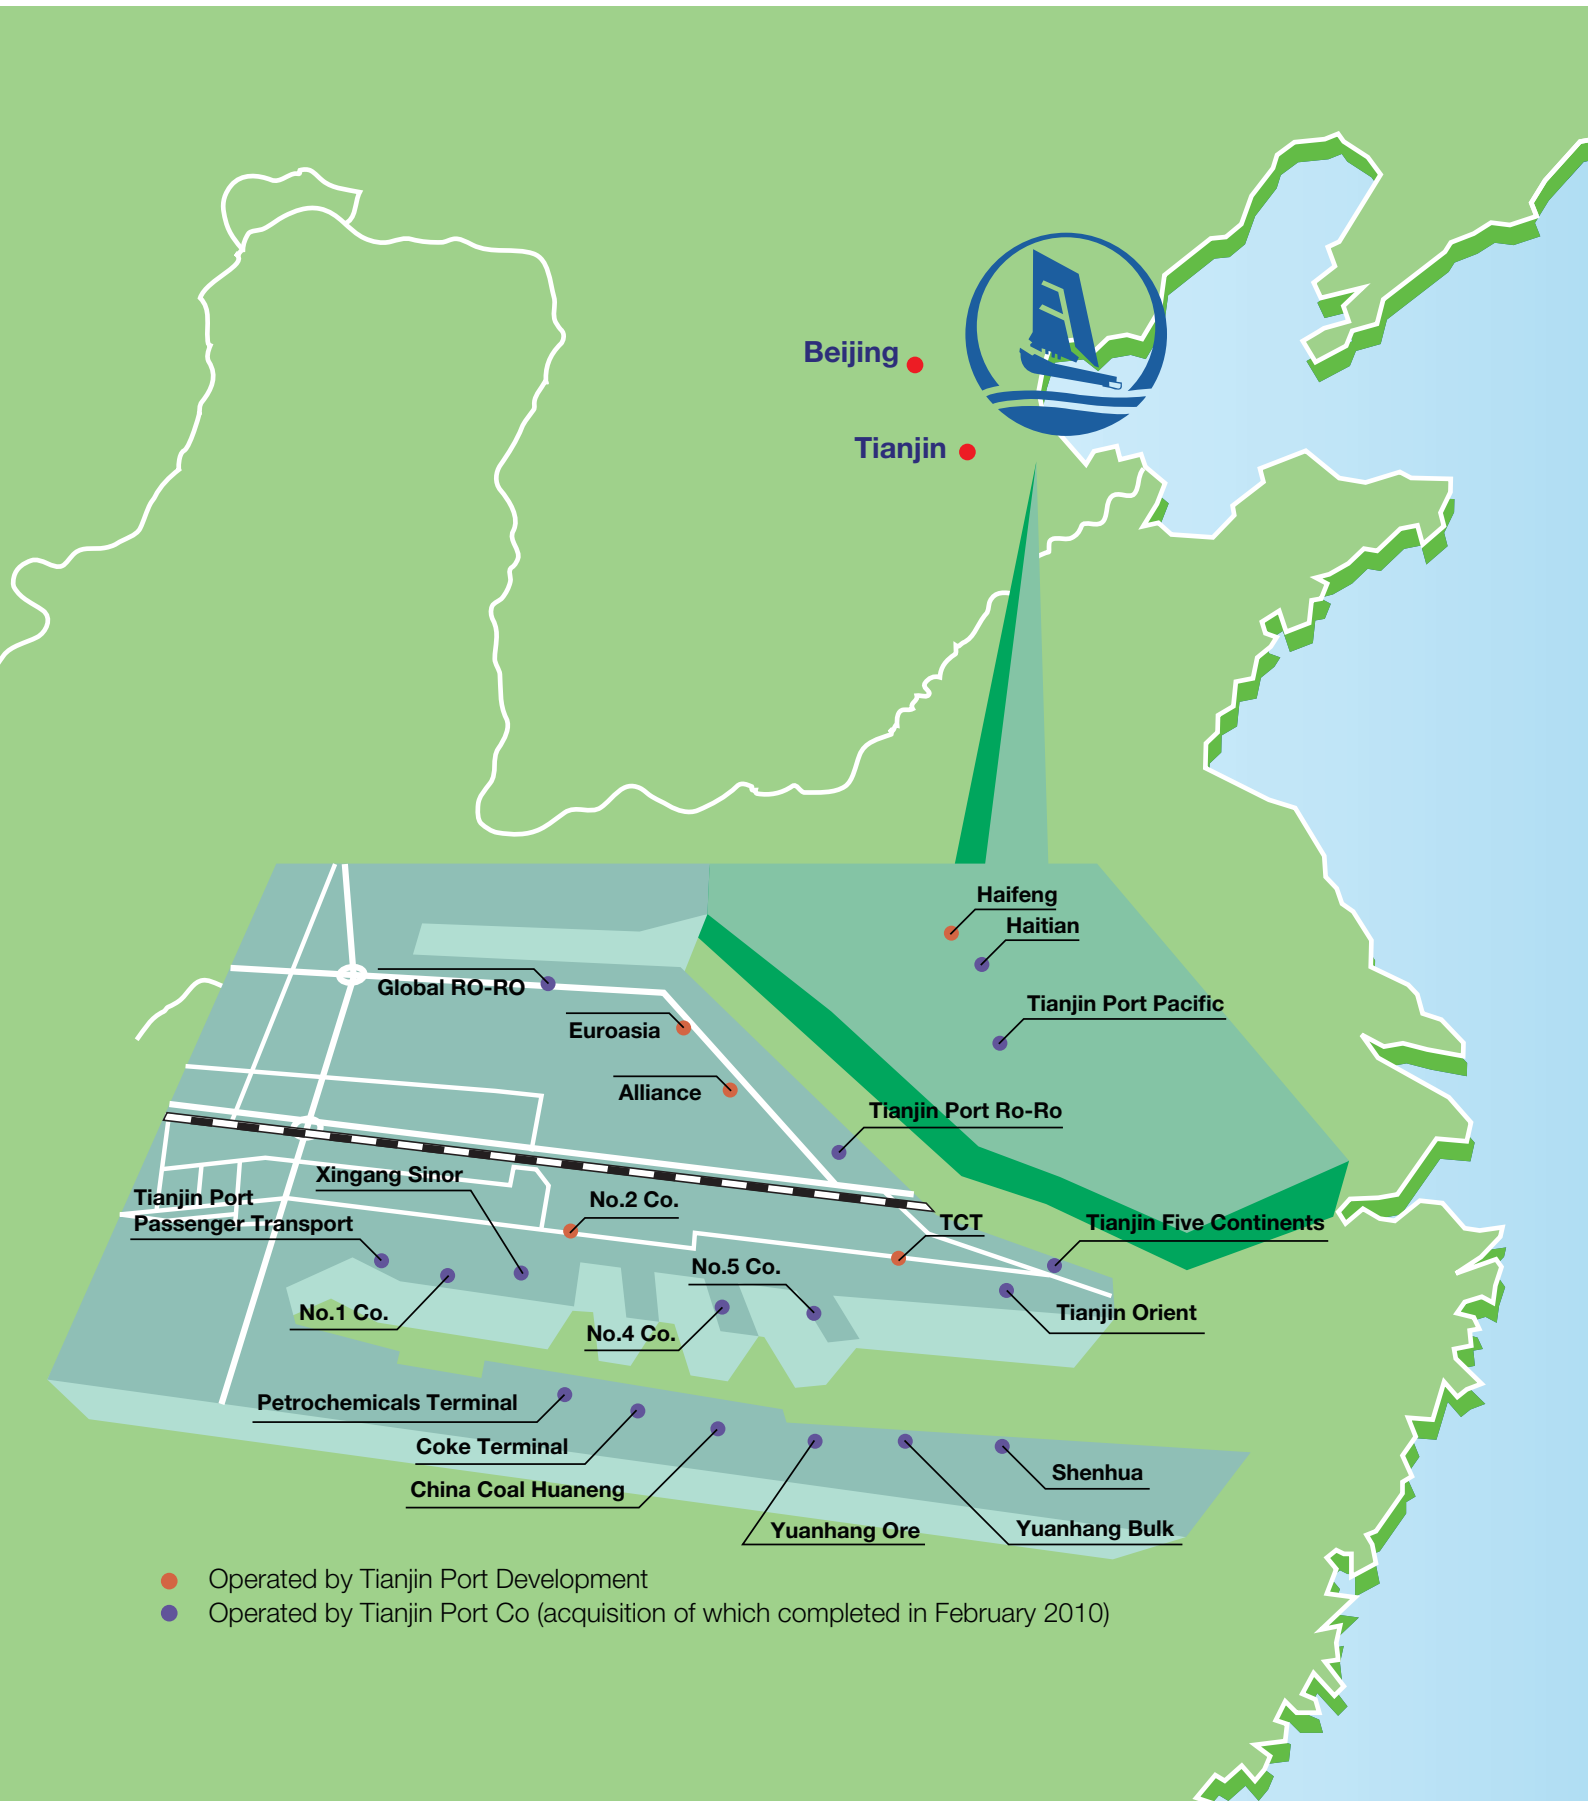 Beijing
Tianjin
Haifeng
Haitian
Global RO-RO
Tianjin Port Pacific
Euroasia
Alliance
Tianjin Port Ro-Ro
Xingang Sinor
Tianjin Port
Passenger Transport
No.2 Co.
TCT
Tianjin Five Continents
No.5 Co.
No.1 Co.
Tianjin Orient
No.4 Co.
Petrochemicals Terminal
Coke Terminal
China Coal Huaneng
Shenhua
Yuanhang Ore
Yuanhang Bulk
Operated by Tianjin Port Development
Operated by Tianjin Port Co (acquisition of which completed in February 2010)